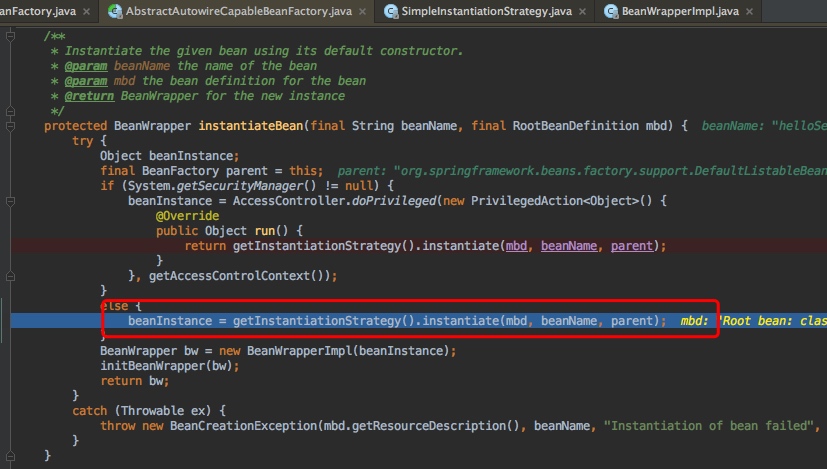 anFactory.java × AbstractAutowireCapableBeanFactory.java × SimpleInstantiationStrategy.java × BeanWrapperImpl.java ×
/**
* Instantiate the given bean using its default constructor.
* @param beanName the name of the bean
* @param mbd the bean definition for the bean
* @return BeanWrapper for the new instance
*/
protected BeanWrapper instantiateBean(final String beanName, final RootBeanDefinition mbd) { beanName: "helloSe
try {
Object beanInstance;
final BeanFactory parent = this; parent: "org.springframework.beans.factory.support.DefaultListableBean
if (System.getSecurityManager() != null) {
beanInstance = AccessController.doPrivileged(new PrivilegedAction<Object>() {
@Override
public Object run() {
return getInstantiationStrategy().instantiate(mbd, beanName, parent);
}
}, getAccessControlContext());
}
else {
beanInstance = getInstantiationStrategy().instantiate(mbd, beanName, parent); mbd: "Root bean: clas
}
BeanWrapper bw = new BeanWrapperImpl(beanInstance);
initBeanWrapper(bw);
return bw;
}
catch (Throwable ex) {
throw new BeanCreationException(mbd.getResourceDescription(), beanName, "Instantiation of bean failed",
}
}